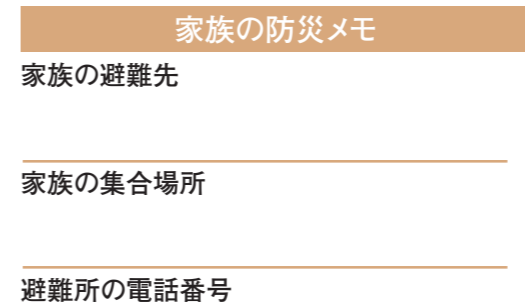 家族の防災メモ
家族の避難先
家族の集合場所
避難所の電話番号